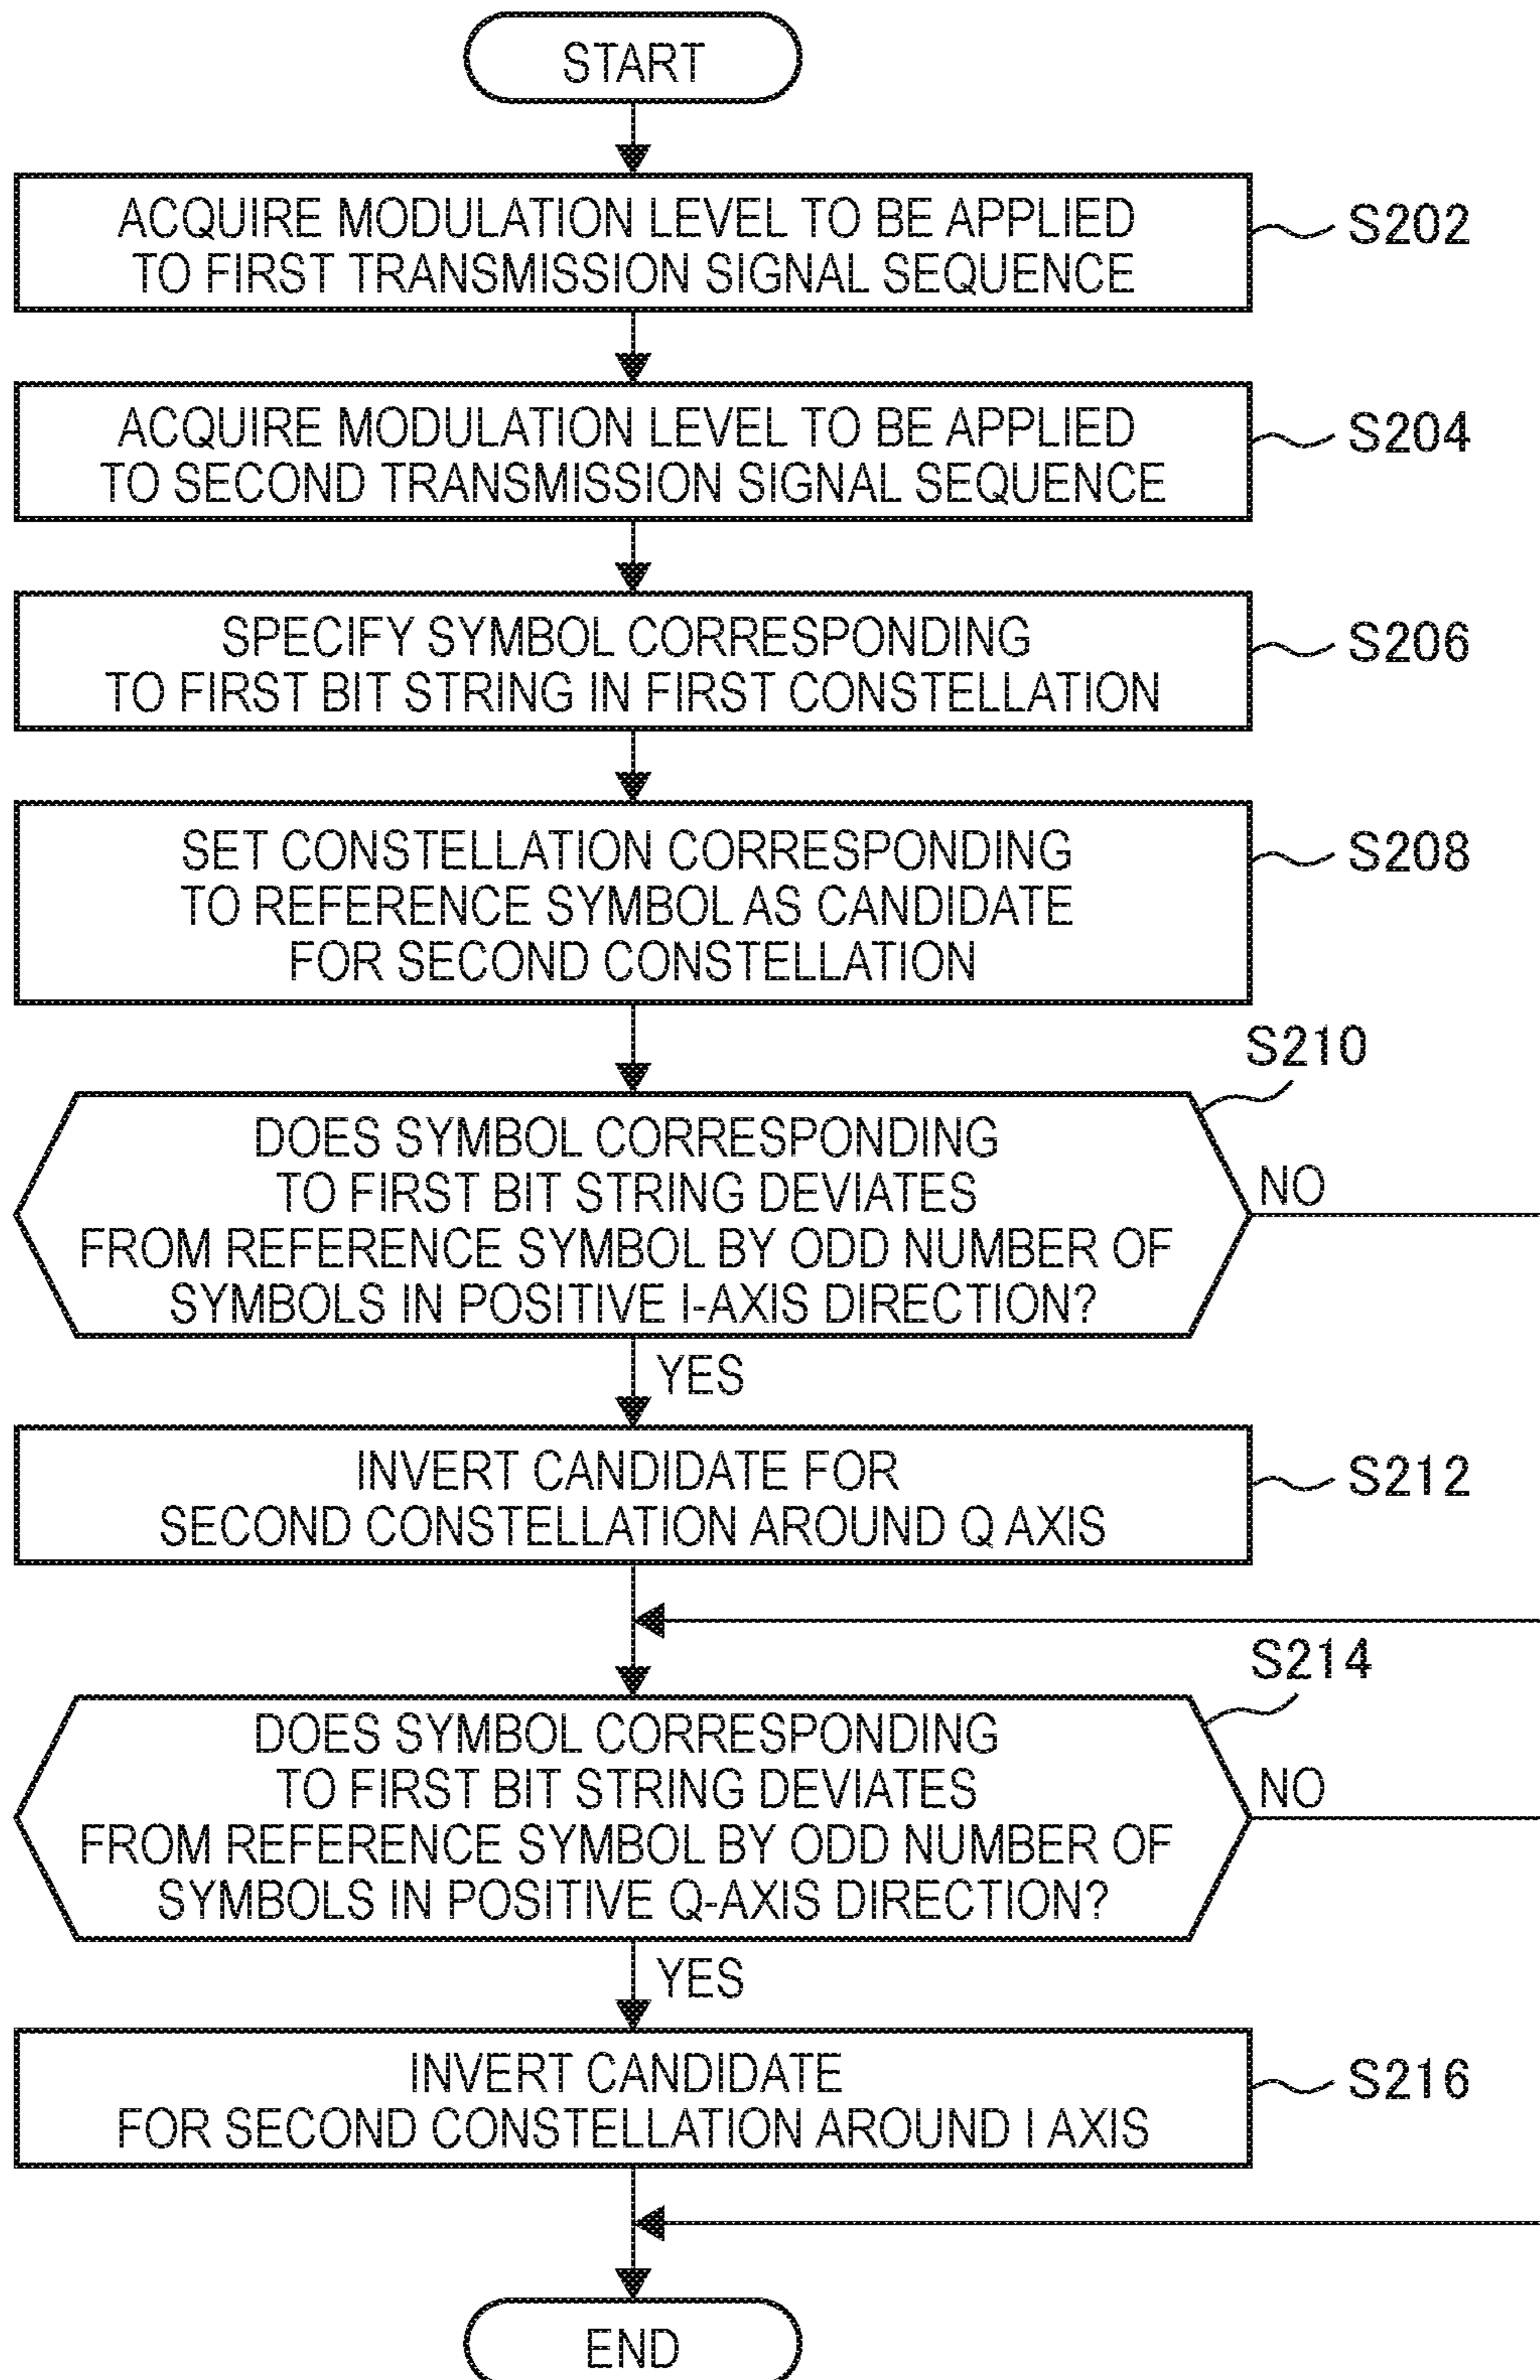 START
ACQUIRE MODULATION LEVEL TO BE APPLIED
TO FIRST TRANSMISSION SIGNAL SEQUENCE
S202
ACQUIRE MODULATION LEVEL TO BE APPLIED
TO SECOND TRANSMISSION SIGNAL SEQUENCE
S204
SPECIFY SYMBOL CORRESPONDING
TO FIRST BIT STRING IN FIRST CONSTELLATION
S206
SET CONSTELLATION CORRESPONDING
TO REFERENCE SYMBOL AS CANDIDATE
FOR SECOND CONSTELLATION
S208
S210
DOES SYMBOL CORRESPONDING
TO FIRST BIT STRING DEVIATES
FROM REFERENCE SYMBOL BY ODD NUMBER OF
SYMBOLS IN POSITIVE I-AXIS DIRECTION?
NO
YES
INVERT CANDIDATE FOR
SECOND CONSTELLATION AROUND Q AXIS
S212
S214
DOES SYMBOL CORRESPONDING
TO FIRST BIT STRING DEVIATES
FROM REFERENCE SYMBOL BY ODD NUMBER OF
SYMBOLS IN POSITIVE Q-AXIS DIRECTION?
NO
YES
INVERT CANDIDATE
FOR SECOND CONSTELLATION AROUND I AXIS
S216
END